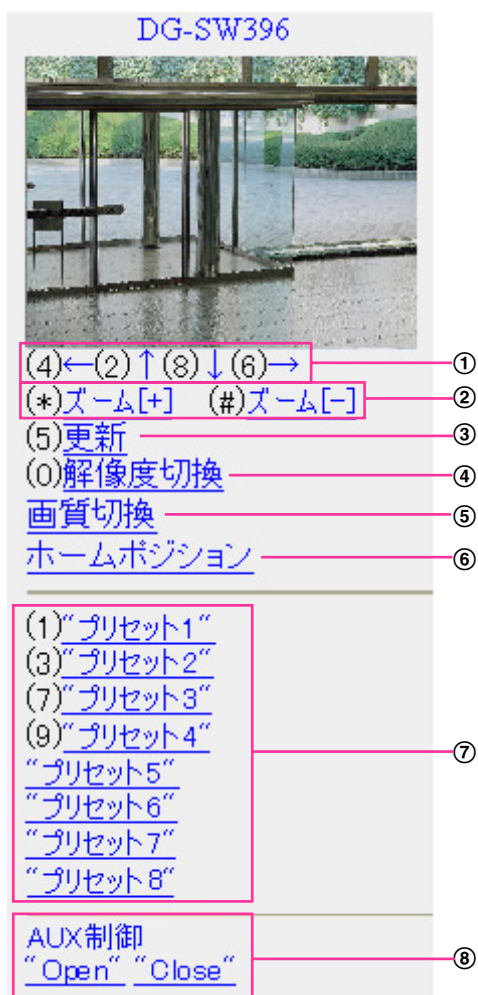 DG-SW396
(4)←(2)↑(8)↓(6)→ ①
(*)ズーム[+] (#)ズーム[-] ②
(5)更新 ③
(0)解像度切換 ④
画質切換 ⑤
ホームポジション ⑥
(1)“プリセット1”
(3)“プリセット2”
(7)“プリセット3”
(9)“プリセット4”
“プリセット5” ⑦
“プリセット6”
“プリセット7”
“プリセット8”
AUX制御
“Open” “Close” ⑧